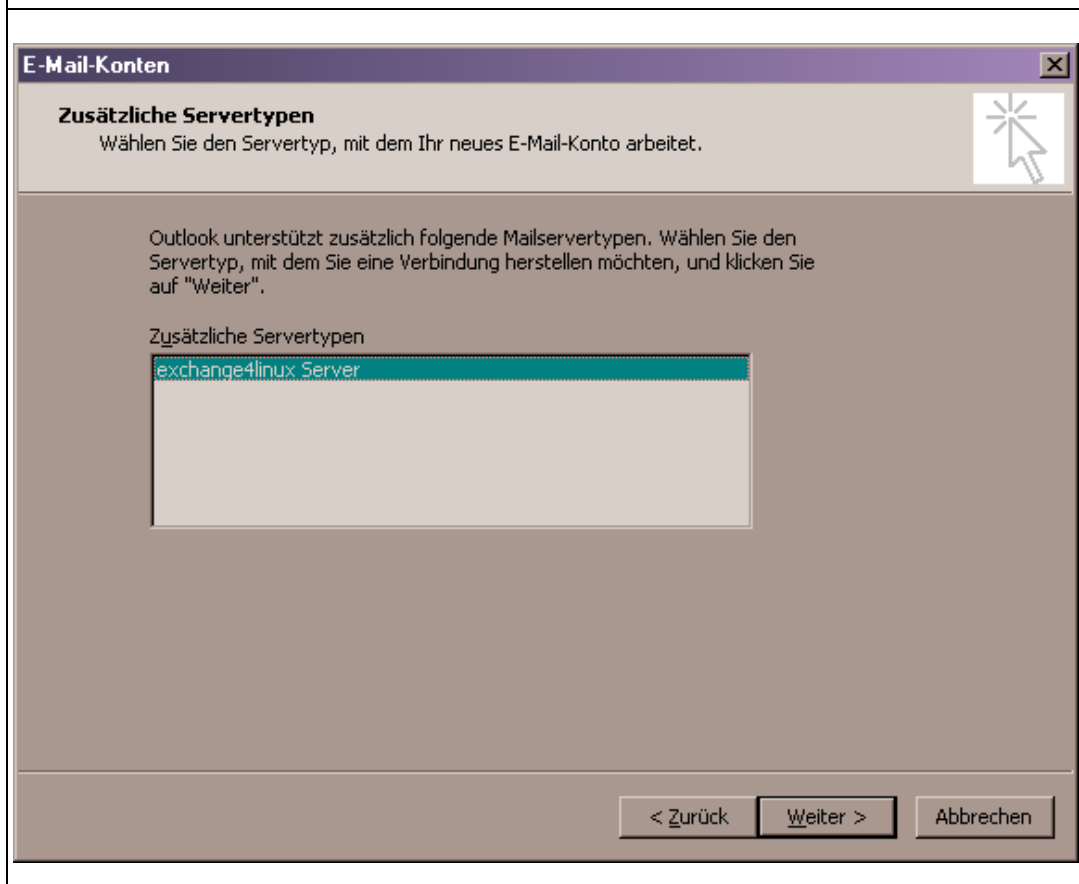 E-Mail-Konten
Zusätzliche Servertypen
Wählen Sie den Servertyp, mit dem Ihr neues E-Mail-Konto arbeitet.
Outlook unterstützt zusätzlich folgende Mailservertypen. Wählen Sie den
Servertyp, mit dem Sie eine Verbindung herstellen möchten, und klicken Sie
auf "Weiter".
Zusätzliche Servertypen
exchange4linux Server
< Zurück
Weiter >
Abbrechen